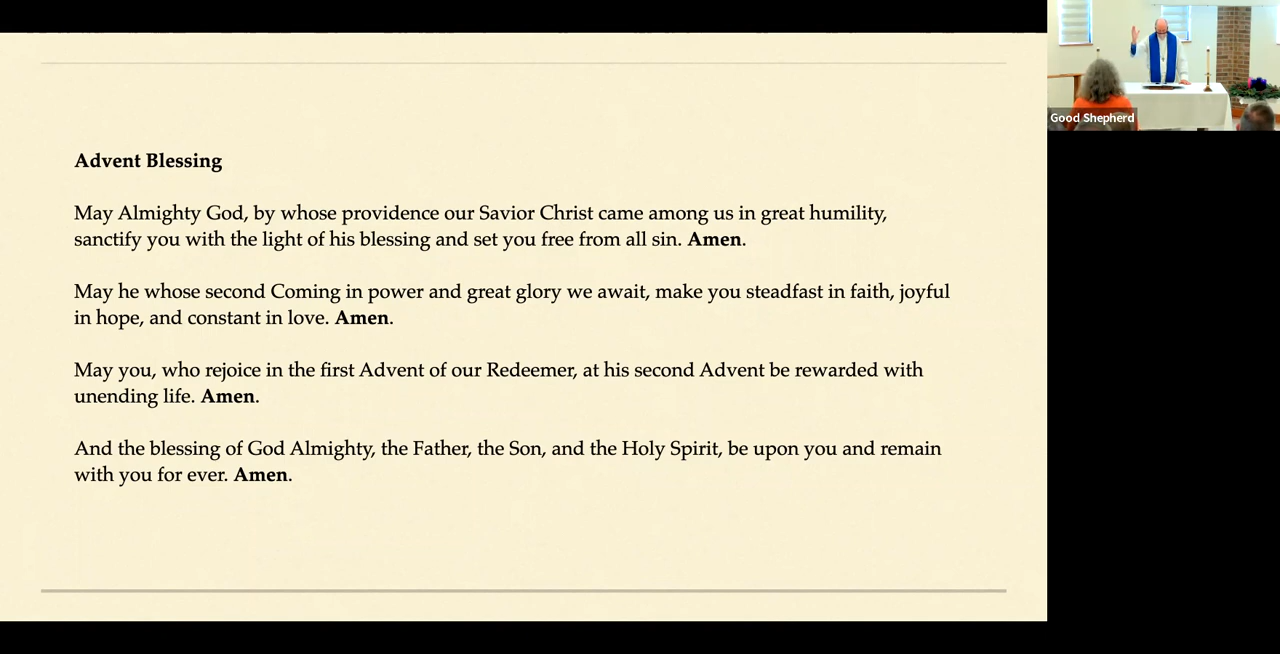 Advent Blessing
May Almighty God, by whose providence our Savior Christ came among us in great humility,
sanctify you with the light of his blessing and set you free from all sin. Amen.
May he whose second Coming in power and great glory we await, make you steadfast in faith, joyful
in hope, and constant in love. Amen.
May you, who rejoice in the first Advent of our Redeemer, at his second Advent be rewarded with
unending life. Amen.
And the blessing of God Almighty, the Father, the Son, and the Holy Spirit, be upon you and remain
with you for ever. Amen.
Good Shepherd